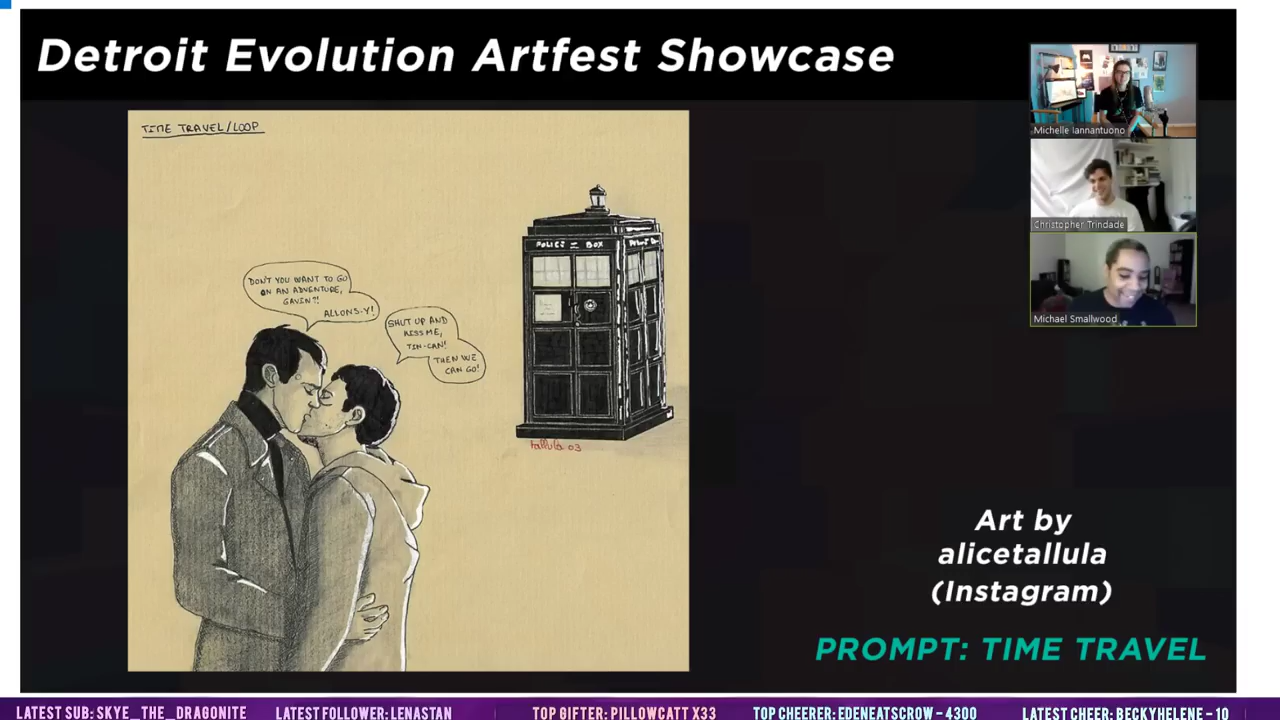 Detroit Evolution Artfest Showcase
TIME TRAVEL/LOOP
DON'T YOU WANT TO GO
ON AN ADVENTURE,
GAVIN?!
ALLONS-Y!
SHUT UP AND
KISS ME,
TIN-CAN!
THEN WE
CAN GO!
POLICE BOX
tallula 03
Michelle Iannantuono
Christopher Trindade
Michael Smallwood
Art by
alicetallula
(Instagram)
PROMPT: TIME TRAVEL
LATEST SUB: SKYE_THE_DRAGONITE
LATEST FOLLOWER: LENASTAN
TOP GIFTER: PILLOWCATT X33
TOP CHEERER: EDENEATSCROW - 4300
LATEST CHEER: BECKYHELENE - 10